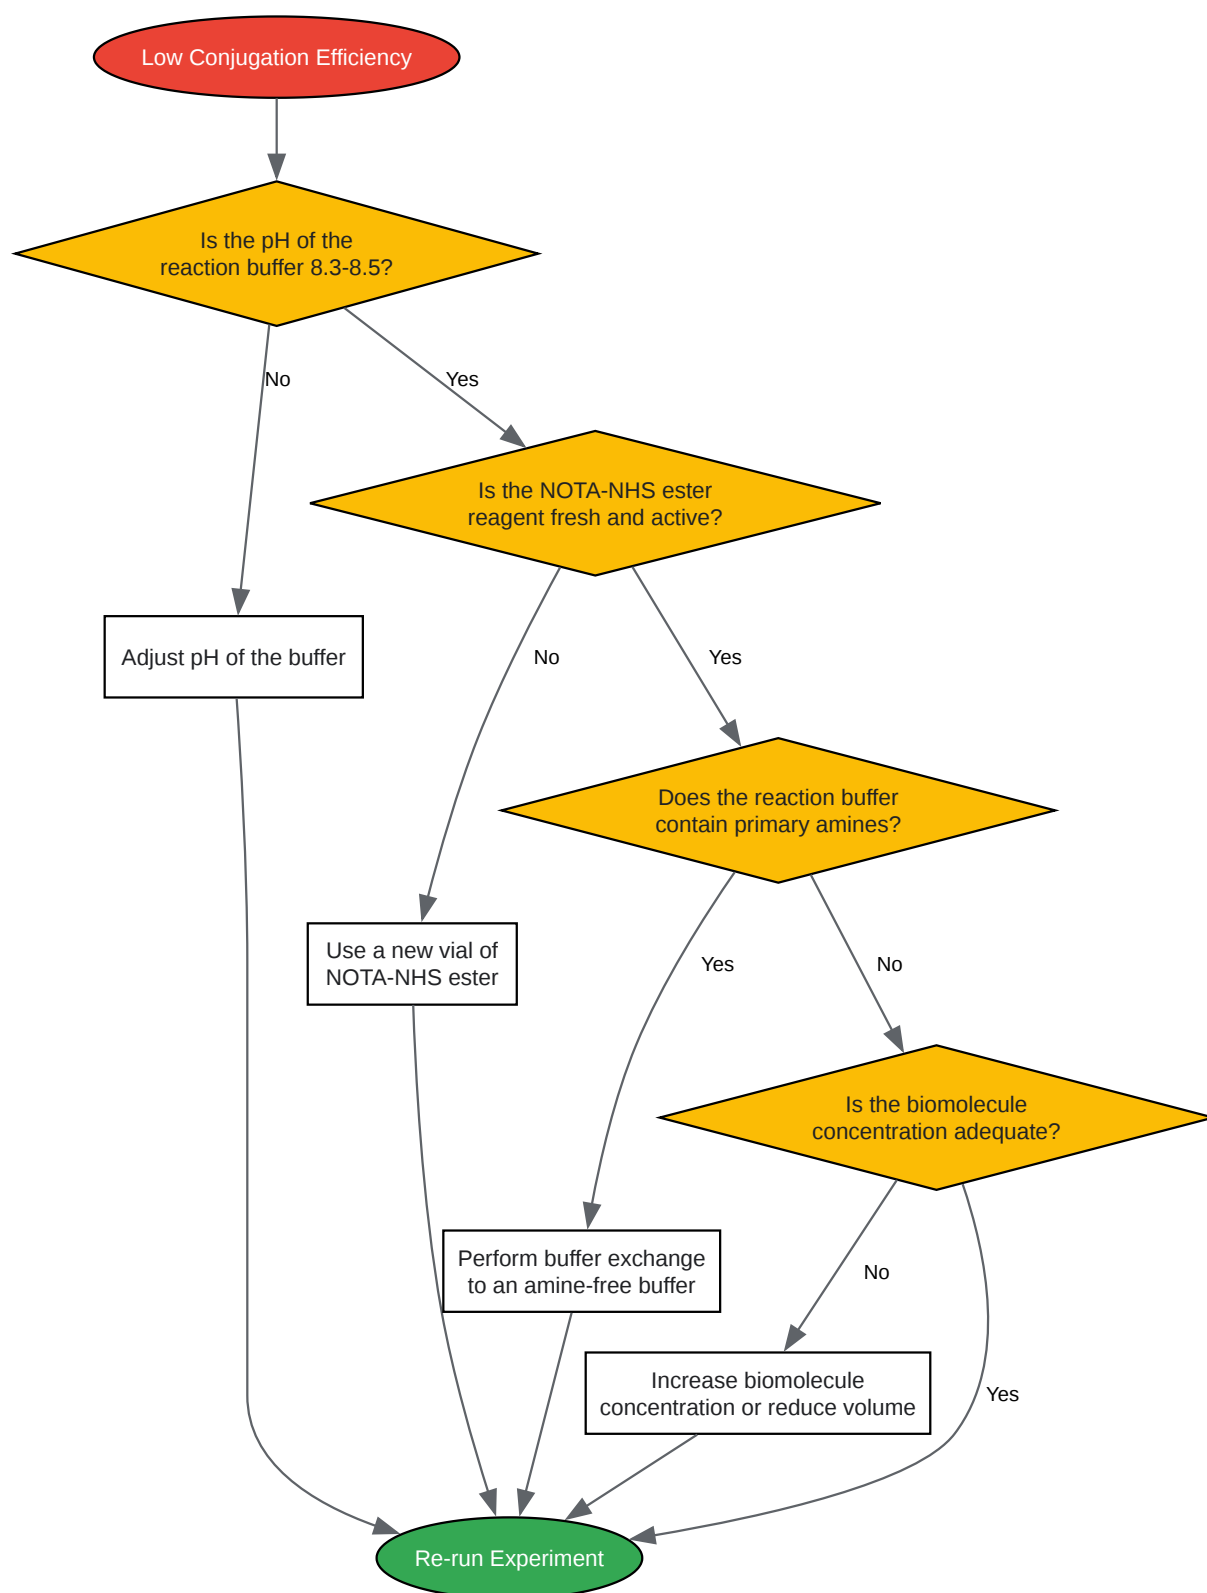 Low Conjugation Efficiency
Is the pH of the
reaction buffer 8.3-8.5?
No
Yes
Is the NOTA-NHS ester
reagent fresh and active?
Adjust pH of the buffer
No
Yes
Does the reaction buffer
contain primary amines?
Use a new vial of
NOTA-NHS ester
Yes
No
Is the biomolecule
concentration adequate?
Perform buffer exchange
to an amine-free buffer
No
Increase biomolecule
concentration or reduce volume
Yes
Re-run Experiment